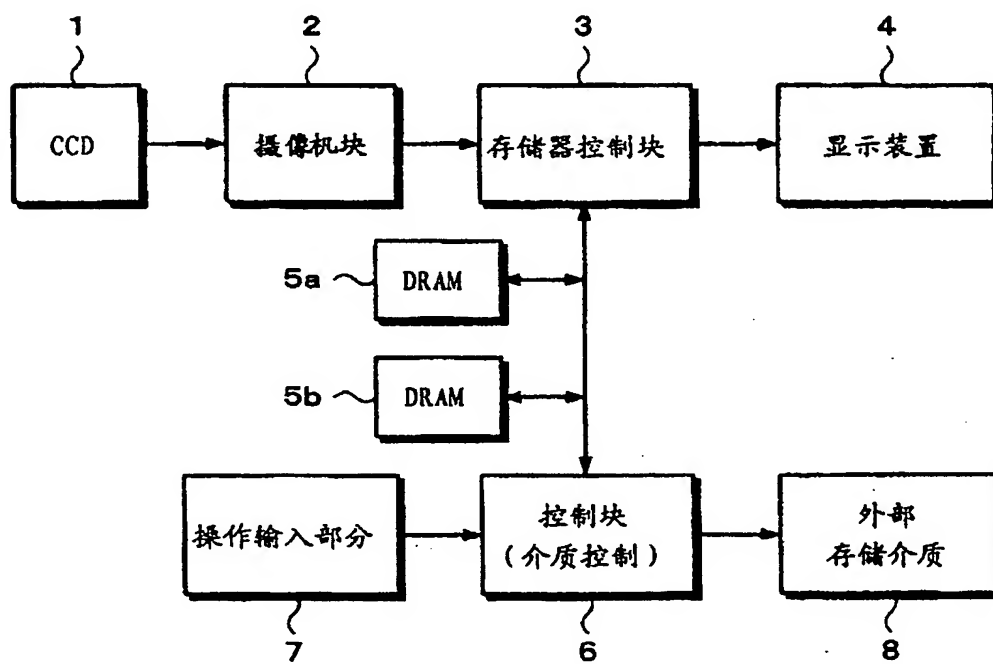 1
2
3
4
CCD
摄像机块
存储器控制块
显示装置
5a
DRAM
5b
DRAM
操作输入部分
控制块
(介质控制)
外部
存储介质
7
6
8